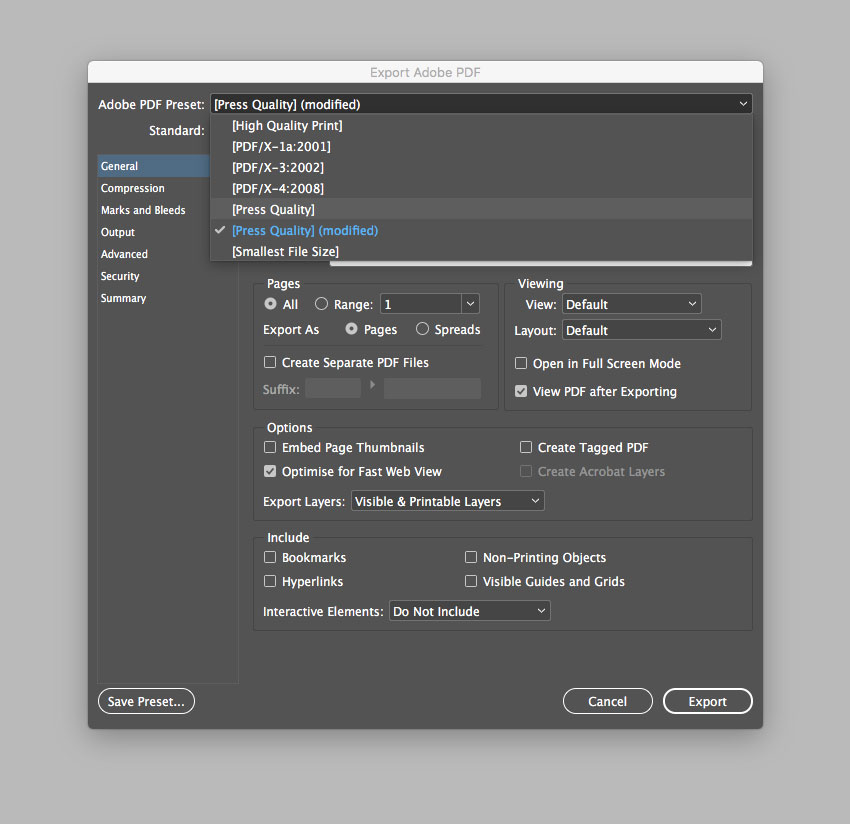 Export Adobe PDF
Adobe PDF Preset: [Press Quality] (modified)
Standard:
[High Quality Print]
[PDF/X-1a:2001]
[PDF/X-3:2002]
[PDF/X-4:2008]
[Press Quality]
[Press Quality] (modified)
[Smallest File Size]
General
Compression
Marks and Bleeds
Output
Advanced
Security
Summary
Pages
All Range: 1
Export As Pages Spreads
Create Separate PDF Files
Suffix:
Viewing
View: Default
Layout: Default
Open in Full Screen Mode
View PDF after Exporting
Options
Embed Page Thumbnails Create Tagged PDF
Optimise for Fast Web View Create Acrobat Layers
Export Layers: Visible & Printable Layers
Include
Bookmarks Non-Printing Objects
Hyperlinks Visible Guides and Grids
Interactive Elements: Do Not Include
Save Preset... Cancel Export